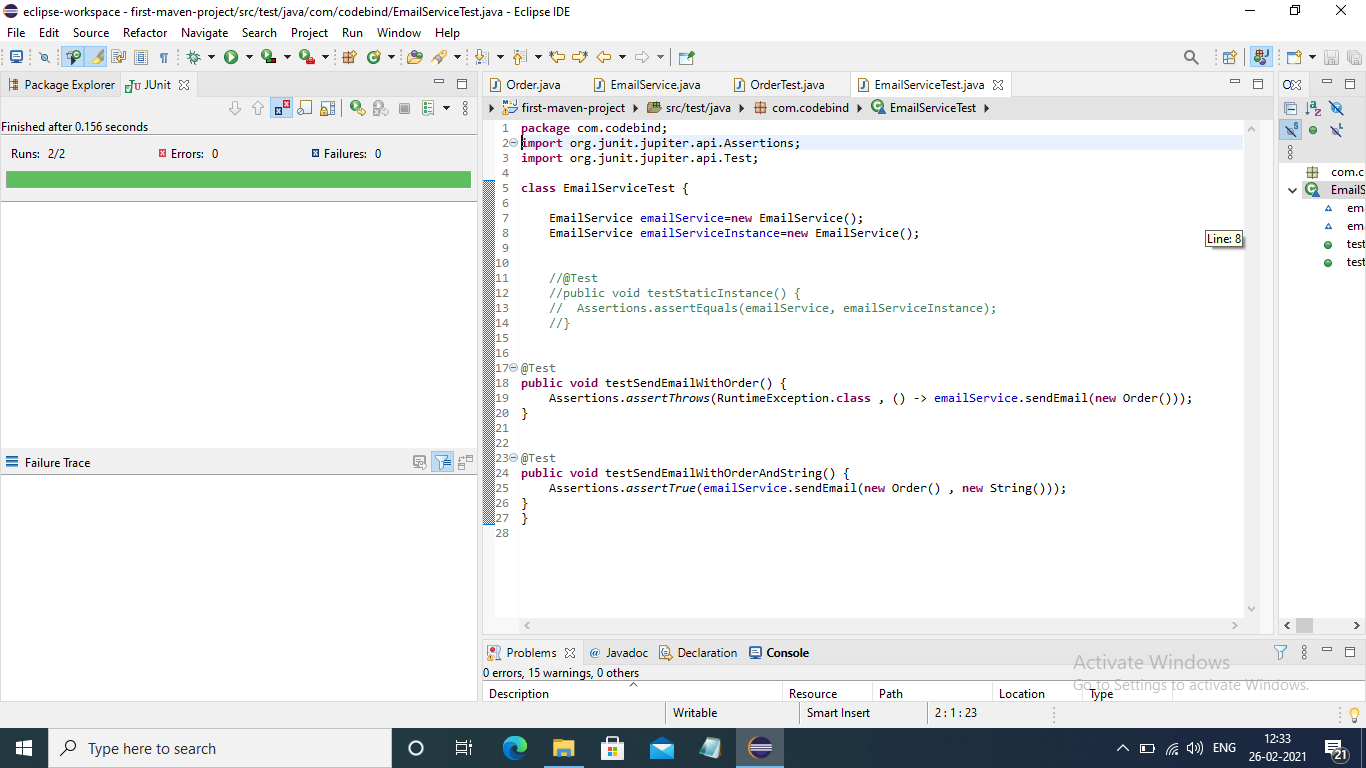 eclipse-workspace - first-maven-project/src/test/java/com/codebind/EmailServiceTest.java - Eclipse IDE
File Edit Source Refactor Navigate Search Project Run Window Help
Package Explorer JUnit
Finished after 0.156 seconds
Runs: 2/2 Errors: 0 Failures: 0
Failure Trace
Order.java EmailService.java OrderTest.java EmailServiceTest.java
first-maven-project src/test/java com.codebind EmailServiceTest
1 package com.codebind;
2 import org.junit.jupiter.api.Assertions;
3 import org.junit.jupiter.api.Test;
4
5 class EmailServiceTest {
6
7 EmailService emailService=new EmailService();
8 EmailService emailServiceInstance=new EmailService();
9
10
11 //@Test
12 //public void testStaticInstance() {
13 // Assertions.assertEquals(emailService, emailServiceInstance);
14 //}
15
16
17 @Test
18 public void testSendEmailWithOrder() {
19 Assertions.assertThrows(RuntimeException.class , () -> emailService.sendEmail(new Order()));
20 }
21
22
23 @Test
24 public void testSendEmailWithOrderAndString() {
25 Assertions.assertTrue(emailService.sendEmail(new Order() , new String()));
26 }
27 }
28
Line: 8
com.c
EmailS
em
em
test
test
Problems Javadoc Declaration Console
0 errors, 15 warnings, 0 others
Description Resource Path Location Type
Activate Windows
Go to Settings to activate Windows.
Writable Smart Insert 2 : 1 : 23
Type here to search
ENG
12:33
26-02-2021
21